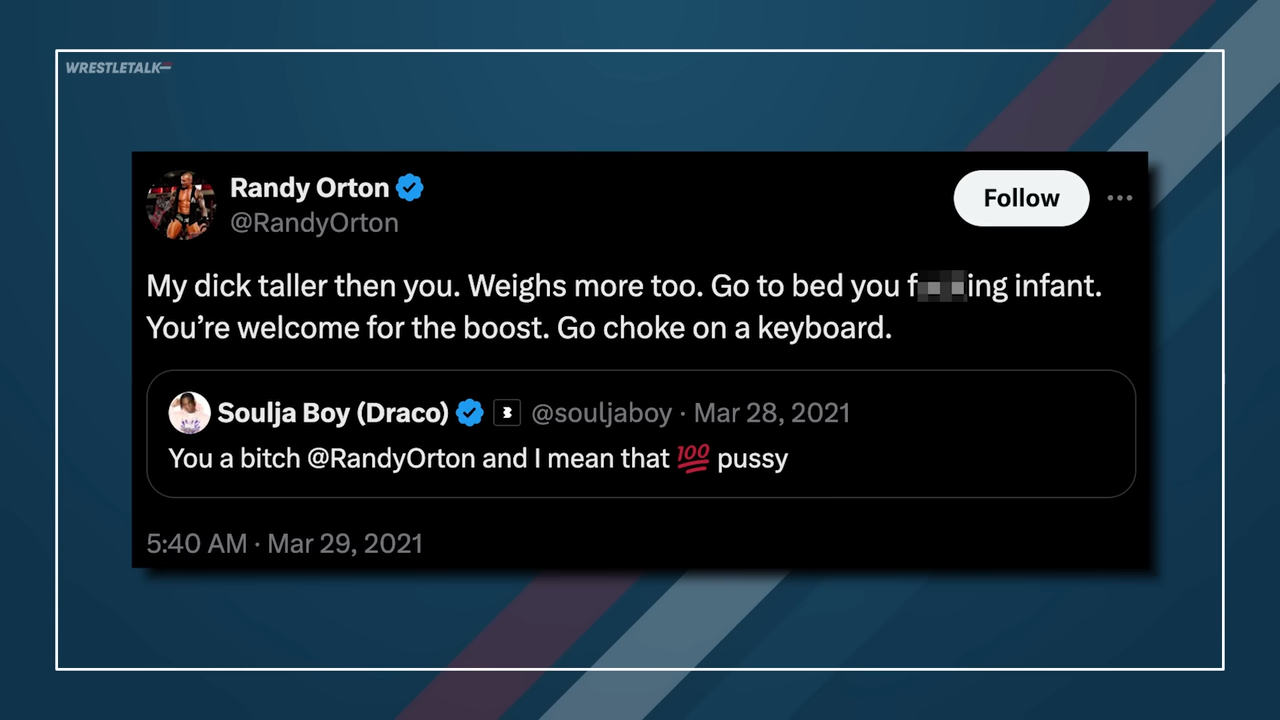 WRESTLETALK
Randy Orton
@RandyOrton
Follow
My dick taller then you. Weighs more too. Go to bed you f ing infant.
You’re welcome for the boost. Go choke on a keyboard.
Soulja Boy (Draco) @souljaboy · Mar 28, 2021
You a bitch @RandyOrton and I mean that 💯 pussy
5:40 AM · Mar 29, 2021